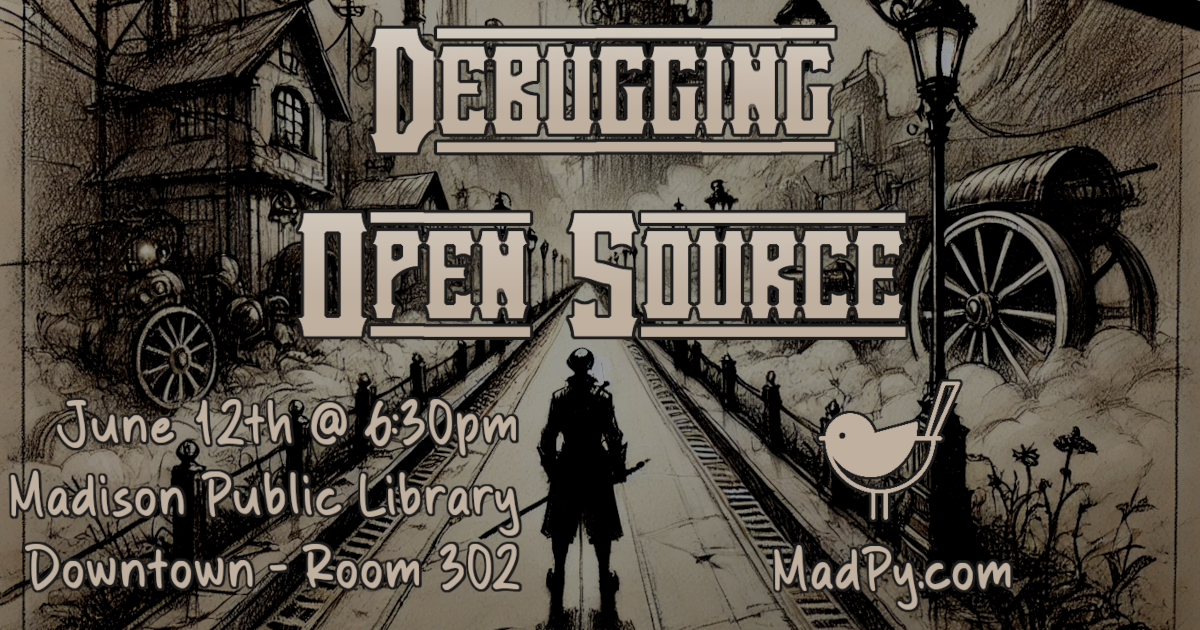 Debugging
Open Source
June 12th @ 6:30pm
Madison Public Library
Downtown - Room 302
MadPy.com